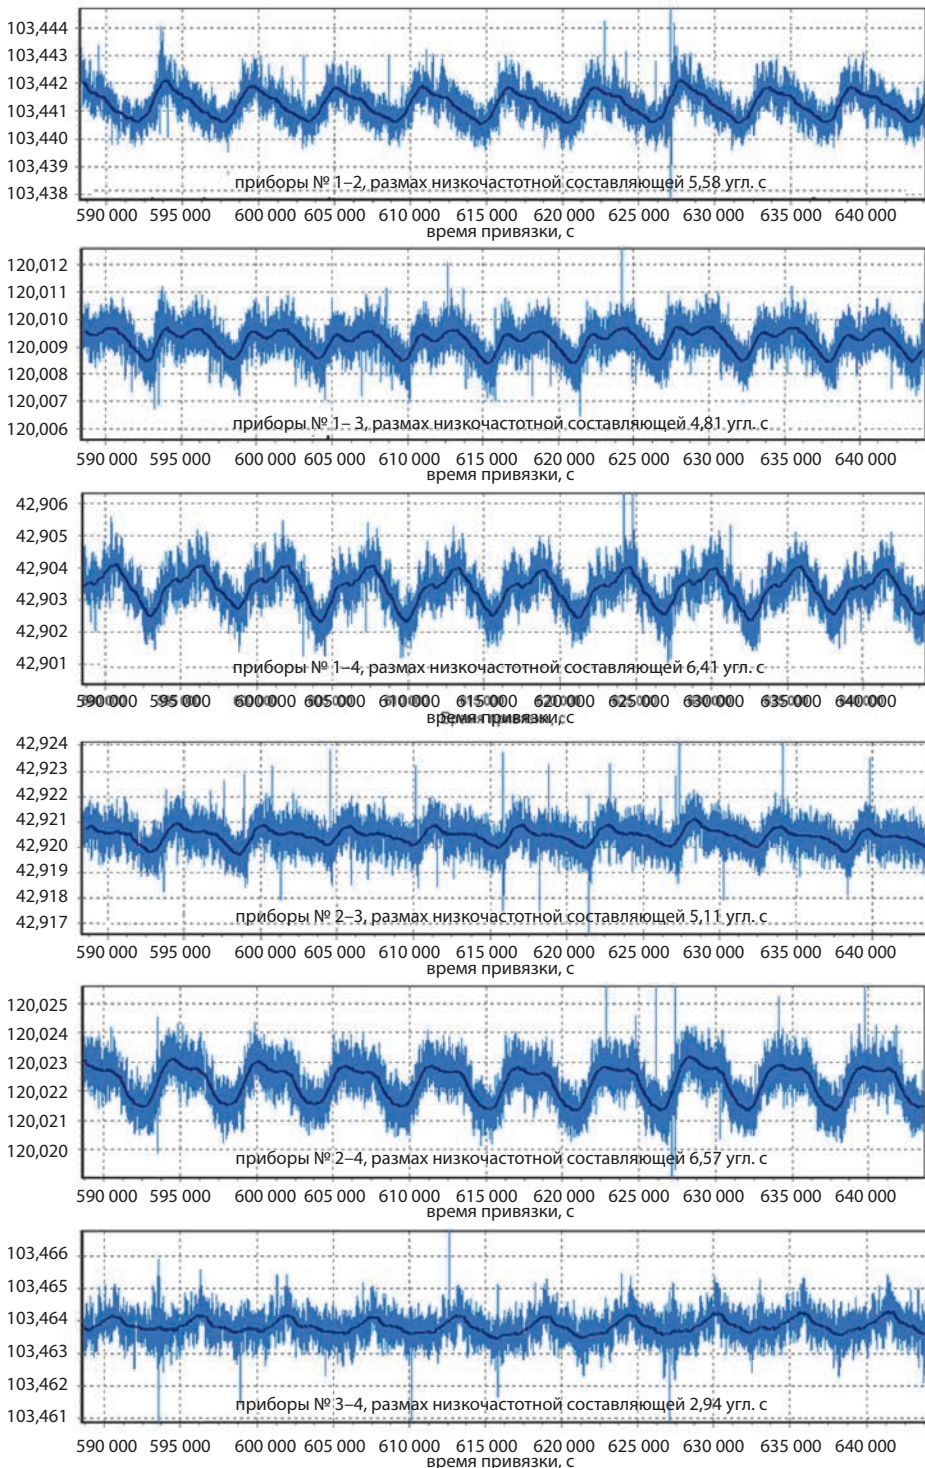 103,444
103,443
103,442
103,441
103,440
103,439
103,438
приборы № 1–2, размах низкочастотной составляющей 5,58 угл. с
590 000 595 000 600 000 605 000 610 000 615 000 620 000 625 000 630 000 635 000 640 000
время привязки, с
120,012
120,011
120,010
120,009
120,008
120,007
120,006
приборы № 1– 3, размах низкочастотной составляющей 4,81 угл. с
590 000 595 000 600 000 605 000 610 000 615 000 620 000 625 000 630 000 635 000 640 000
время привязки, с
42,906
42,905
42,904
42,903
42,902
42,901
приборы № 1–4, размах низкочастотной составляющей 6,41 угл. с
590 000 595 000 600 000 605 000 610 000 615 000 620 000 625 000 630 000 635 000 640 000
время привязки, с
42,924
42,923
42,922
42,921
42,920
42,919
42,918
42,917
приборы № 2–3, размах низкочастотной составляющей 5,11 угл. с
590 000 595 000 600 000 605 000 610 000 615 000 620 000 625 000 630 000 635 000 640 000
время привязки, с
120,025
120,024
120,023
120,022
120,021
120,020
приборы № 2–4, размах низкочастотной составляющей 6,57 угл. с
590 000 595 000 600 000 605 000 610 000 615 000 620 000 625 000 630 000 635 000 640 000
время привязки, с
103,466
103,465
103,464
103,463
103,462
103,461
приборы № 3–4, размах низкочастотной составляющей 2,94 угл. с
590 000 595 000 600 000 605 000 610 000 615 000 620 000 625 000 630 000 635 000 640 000
время привязки, с